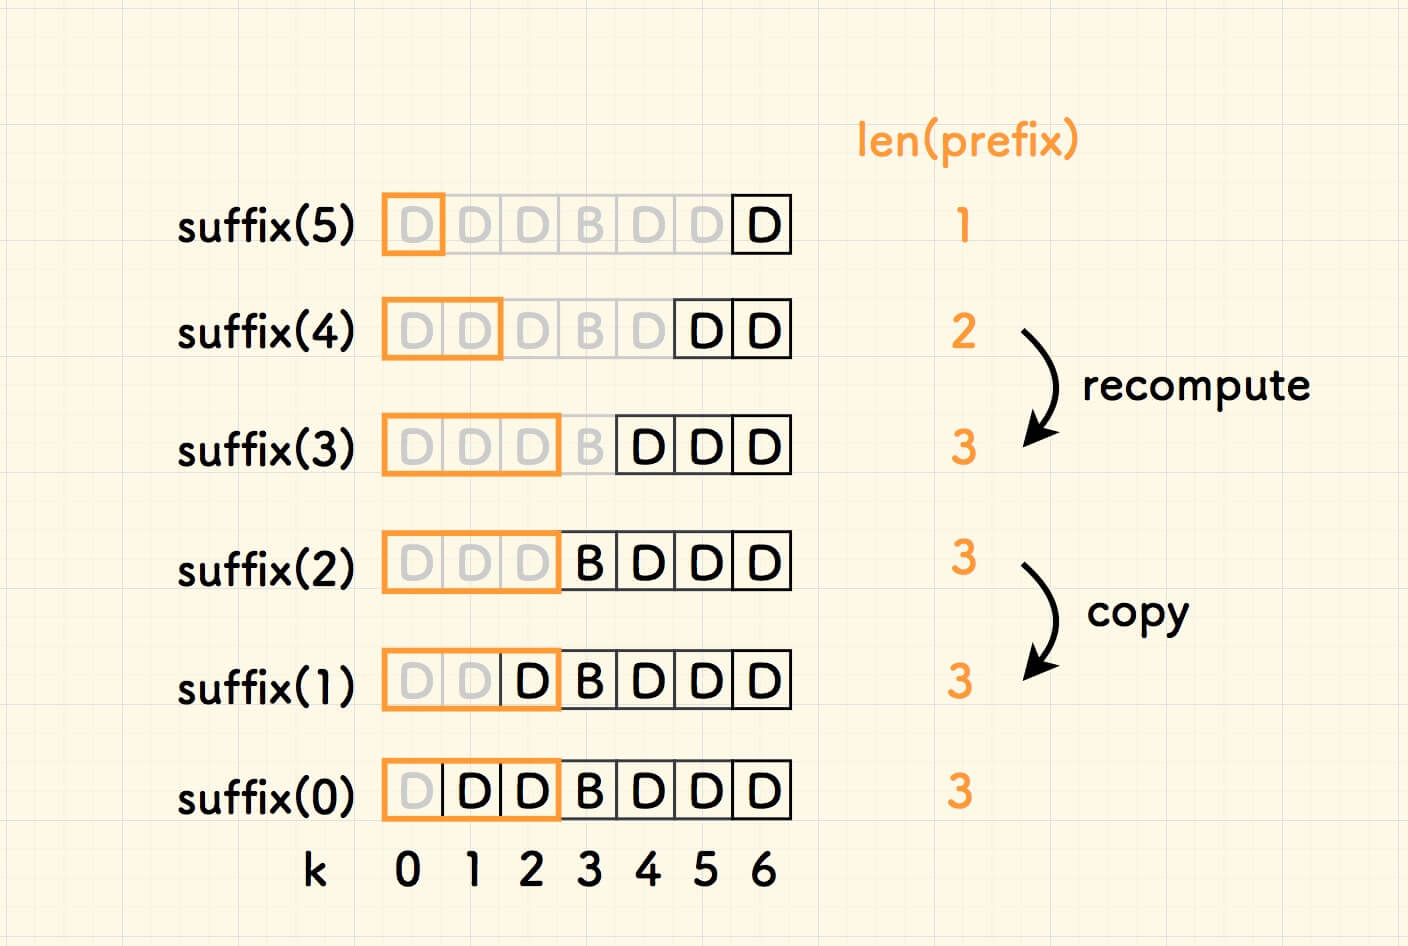 len(prefix)
suffix(5) D D D B D D D 1
suffix(4) D D D B D D D 2
recompute
suffix(3) D D D B D D D 3
suffix(2) D D D B D D D 3
copy
suffix(1) D D D B D D D 3
suffix(0) D D D B D D D 3
k 0 1 2 3 4 5 6